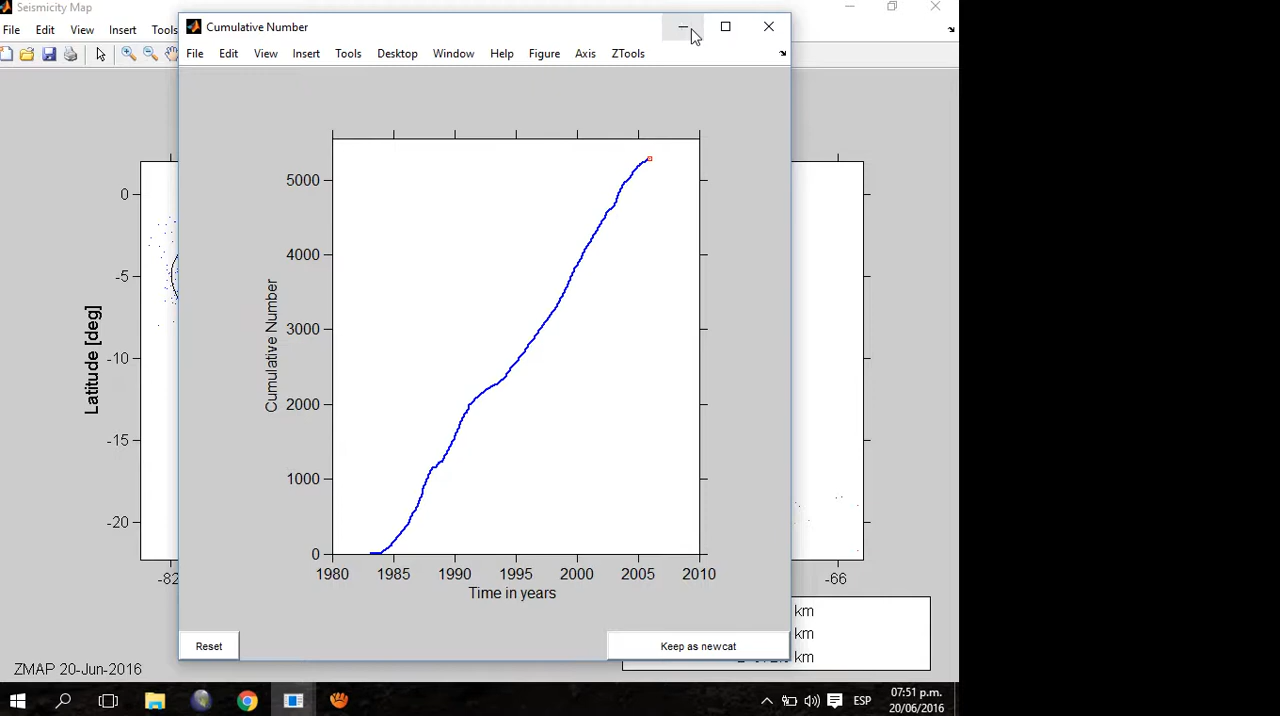 Seismicity Map
File Edit View Insert Tools
Cumulative Number
File Edit View Insert Tools Desktop Window Help Figure Axis ZTools
5000
4000
3000
2000
1000
0
Cumulative Number
1980 1985 1990 1995 2000 2005 2010
Time in years
Reset
Keep as newcat
0
-5
-10
-15
-20
Latitude [deg]
-82
-66
km
km
km
ZMAP 20-Jun-2016
ESP
07:51 p.m.
20/06/2016